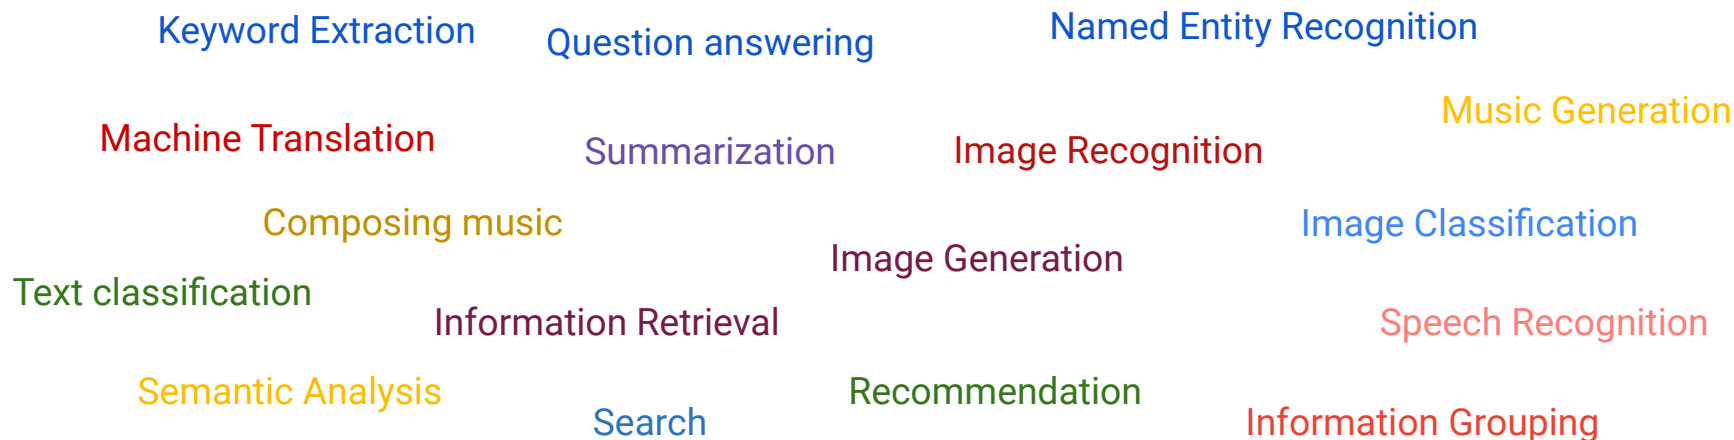 Keyword Extraction
Question answering
Named Entity Recognition
Music Generation
Machine Translation
Summarization
Image Recognition
Composing music
Image Classification
Image Generation
Text classification
Information Retrieval
Speech Recognition
Semantic Analysis
Recommendation
Search
Information Grouping